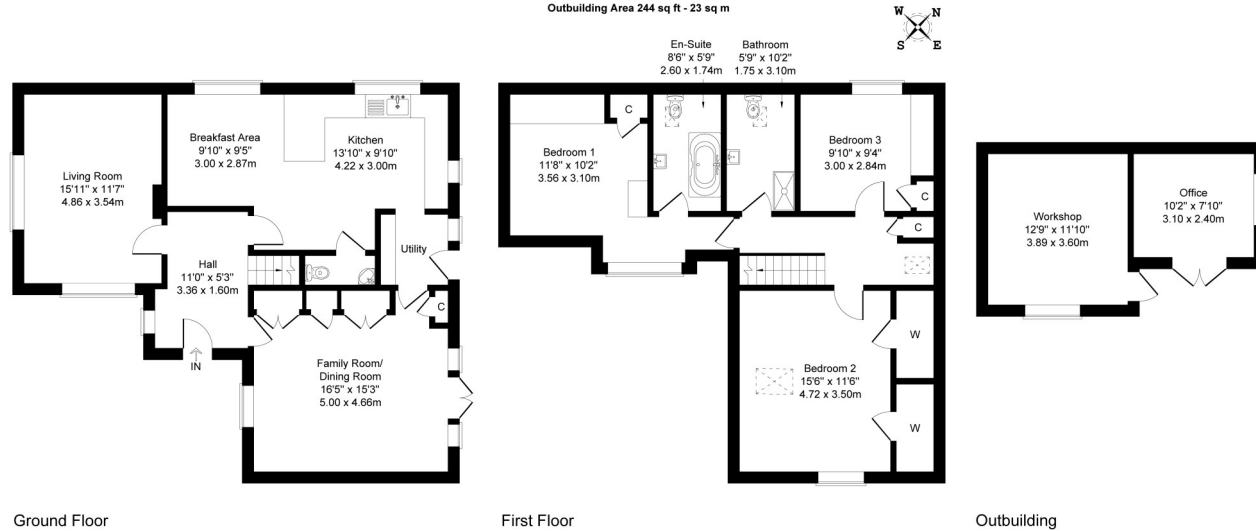 Outbuilding Area 244 sq ft - 23 sq m
W N
S E
En-Suite
8'6" x 5'9"
2.60 x 1.74m
Bathroom
5'9" x 10'2"
1.75 x 3.10m
Living Room
15'11" x 11'7"
4.86 x 3.54m
Breakfast Area
9'10" x 9'5"
3.00 x 2.87m
Kitchen
13'10" x 9'10"
4.22 x 3.00m
Hall
11'0" x 5'3"
3.36 x 1.60m
Utility
C
IN
Family Room/
Dining Room
16'5" x 15'3"
5.00 x 4.66m
Bedroom 1
11'8" x 10'2"
3.56 x 3.10m
C
Bedroom 3
9'10" x 9'4"
3.00 x 2.84m
C
C
Bedroom 2
15'6" x 11'6"
4.72 x 3.50m
W
W
Workshop
12'9" x 11'10"
3.89 x 3.60m
Office
10'2" x 7'10"
3.10 x 2.40m
Ground Floor
First Floor
Outbuilding